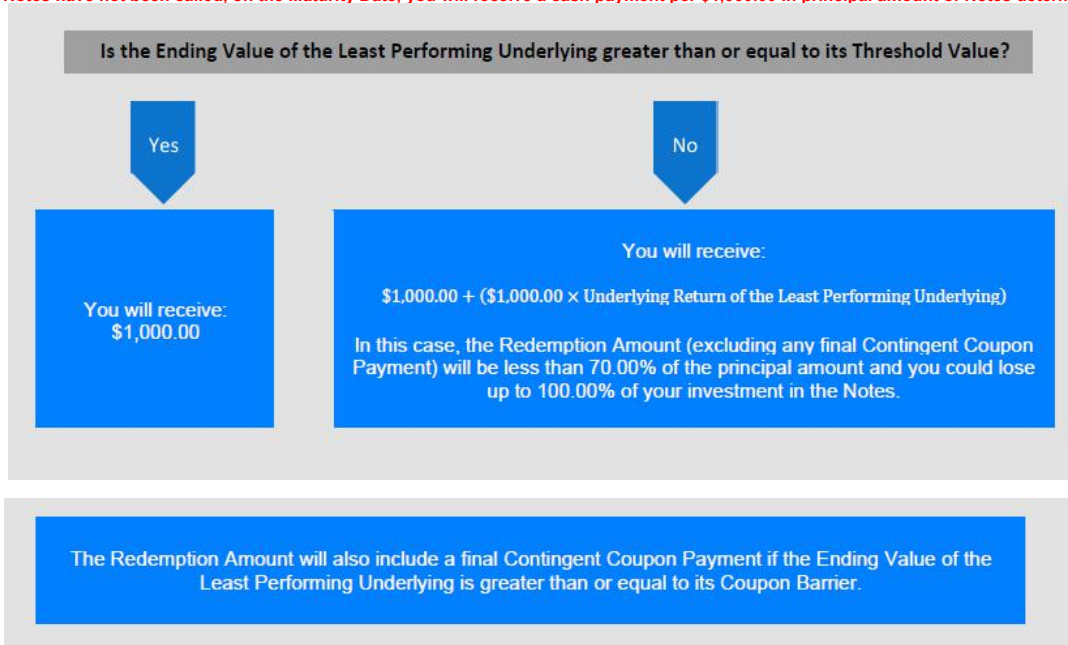 Is the Ending Value of the Least Performing Underlying greater than or equal to its Threshold Value?
Yes
No
You will receive:
$1,000.00
You will receive:
$1,000.00 + ($1,000.00 × Underlying Return of the Least Performing Underlying)
In this case, the Redemption Amount (excluding any final Contingent Coupon
Payment) will be less than 70.00% of the principal amount and you could lose
up to 100.00% of your investment in the Notes.
The Redemption Amount will also include a final Contingent Coupon Payment if the Ending Value of the
Least Performing Underlying is greater than or equal to its Coupon Barrier.